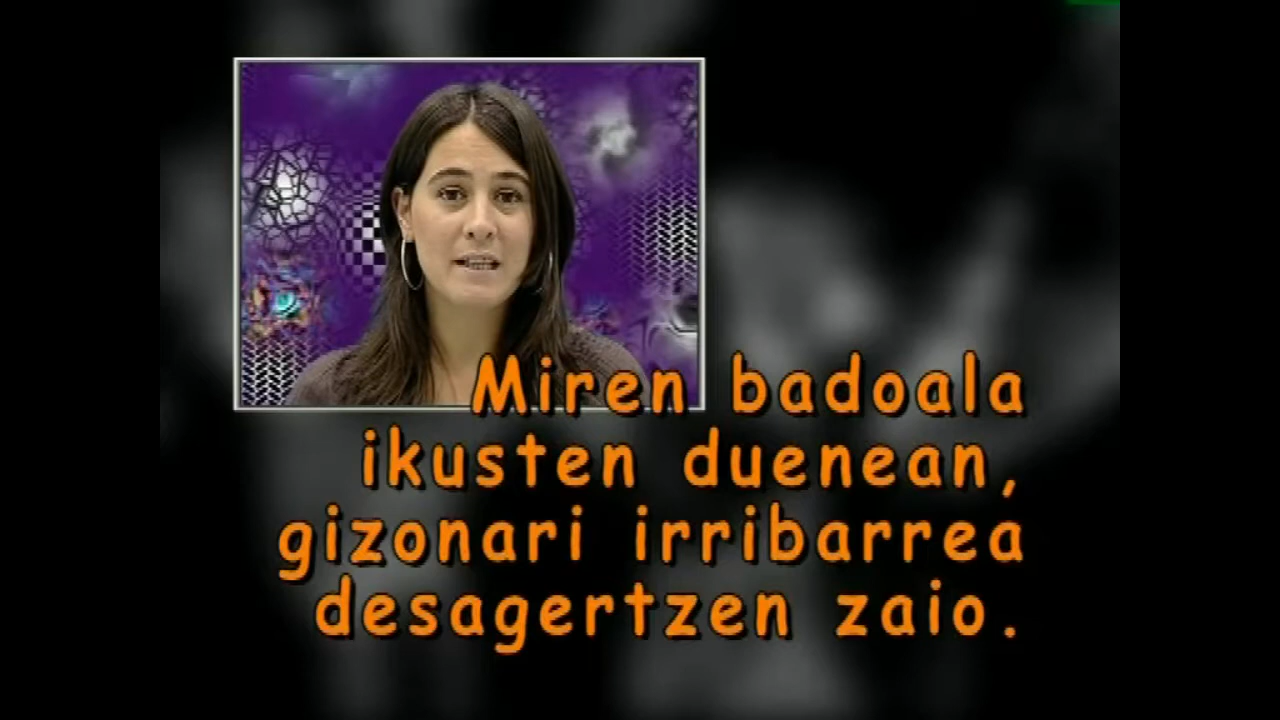 Miren badoala
ikusten duenean,
gizonari irribarrea
desagertzen zaio.